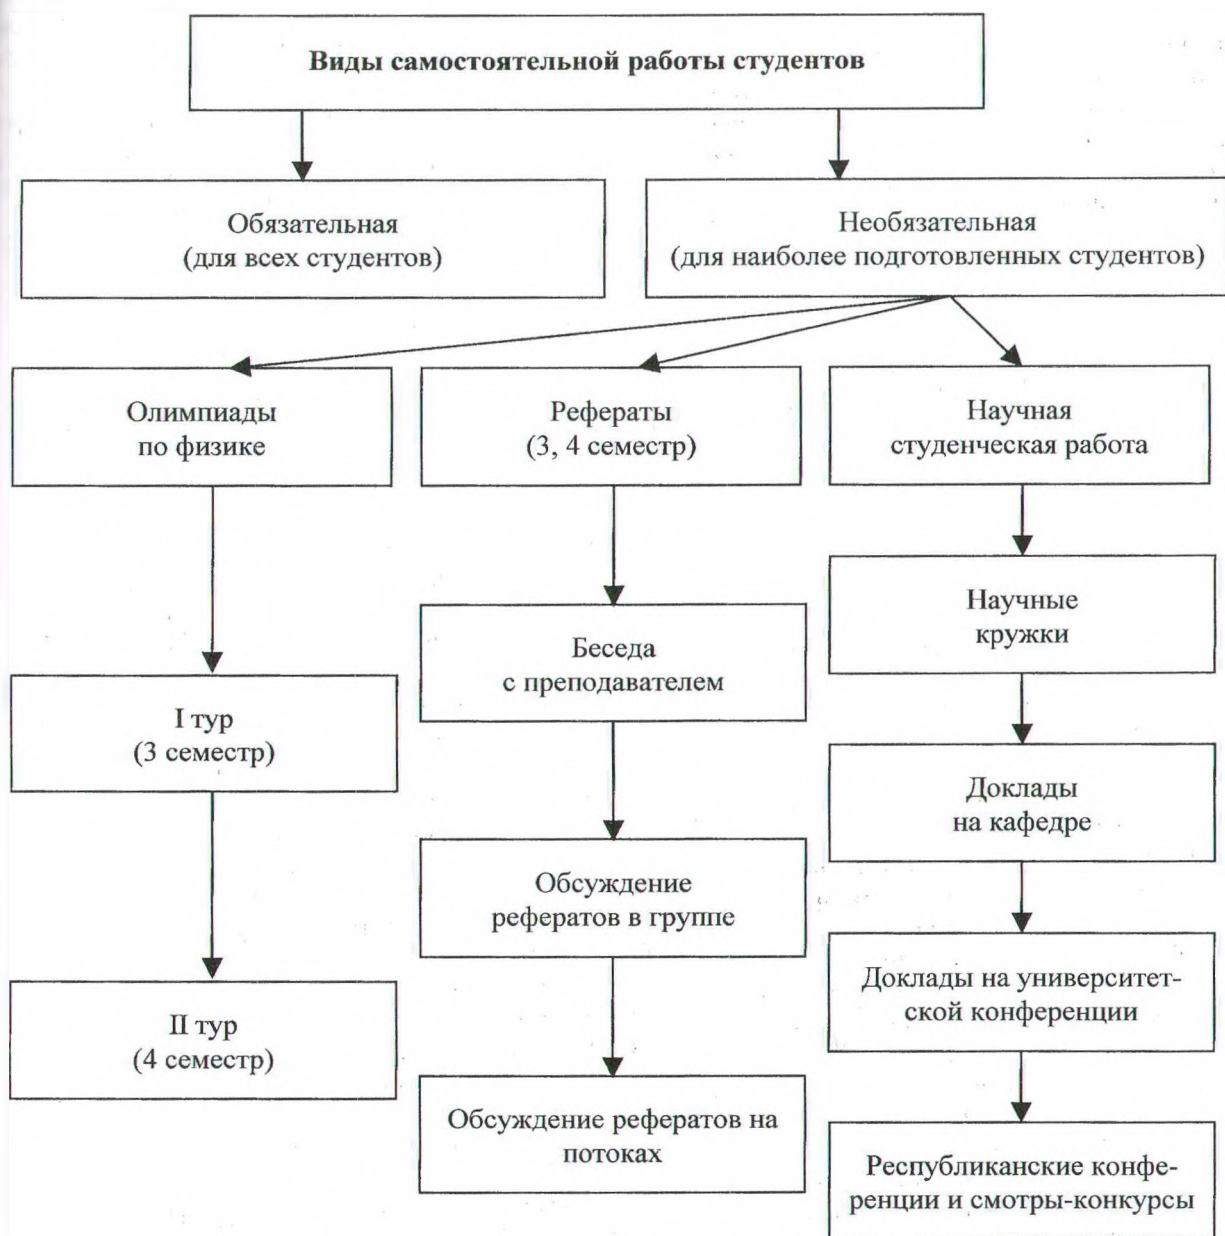 Виды самостоятельной работы студентов
Обязательная
(для всех студентов)
Необязательная
(для наиболее подготовленных студентов)
Олимпиады
по физике
Рефераты
(3, 4 семестр)
Научная
студенческая работа
Научные
кружки
Беседа
с преподавателем
I тур
(3 семестр)
Доклады
на кафедре
Обсуждение
рефератов в группе
Доклады на университет-
ской конференции
II тур
(4 семестр)
Обсуждение рефератов на
потоках
Республиканские конфе-
ренции и смотры-конкурсы